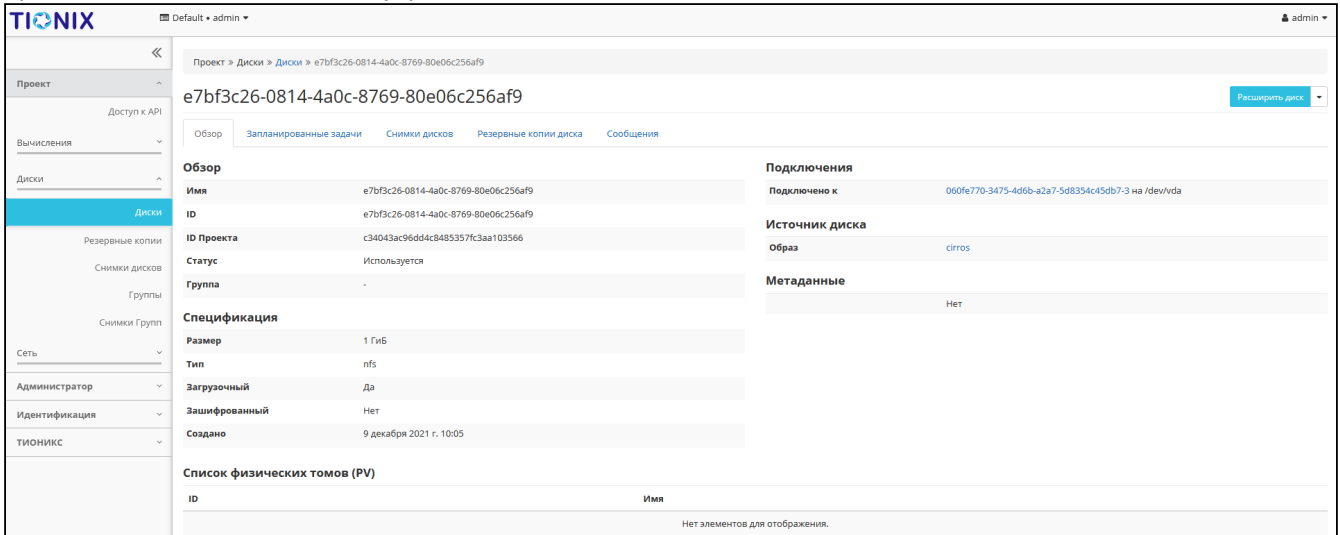 TIONIX
Default • admin
admin
Проект » Диски » Диски » e7bf3c26-0814-4a0c-8769-80e06c256af9
Проект
Доступ к API
Вычисления
Диски
Диски
Резервные копии
Снимки дисков
Группы
Снимки Групп
Сеть
Администратор
Идентификация
ТИОНИКС
e7bf3c26-0814-4a0c-8769-80e06c256af9
Расширить диск
Обзор Запланированные задачи Снимки дисков Резервные копии диска Сообщения
Обзор
Имя e7bf3c26-0814-4a0c-8769-80e06c256af9
ID e7bf3c26-0814-4a0c-8769-80e06c256af9
ID Проекта c34043ac96dd4c8485357fc3aa103566
Статус Используется
Группа -
Спецификация
Размер 1 ГиБ
Тип nfs
Загрузочный Да
Зашифрованный Нет
Создано 9 декабря 2021 г. 10:05
Подключения
Подключено к 060fe770-3475-4d6b-a2a7-5d8354c45db7-3 на /dev/vda
Источник диска
Образ cirros
Метаданные
Нет
Список физических томов (PV)
ID Имя
Нет элементов для отображения.